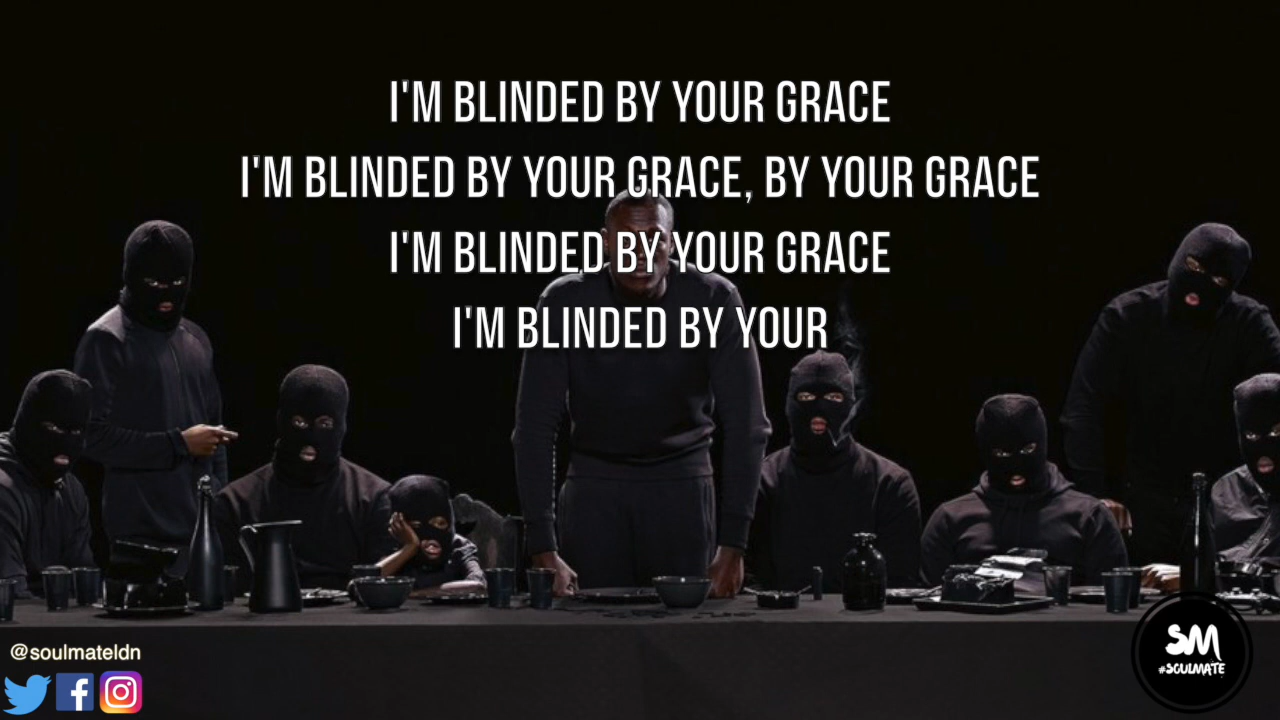 I'M BLINDED BY YOUR GRACE
I'M BLINDED BY YOUR GRACE, BY YOUR GRACE
I'M BLINDED BY YOUR GRACE
I'M BLINDED BY YOUR
@soulmateldn
SM
#SOULMATE